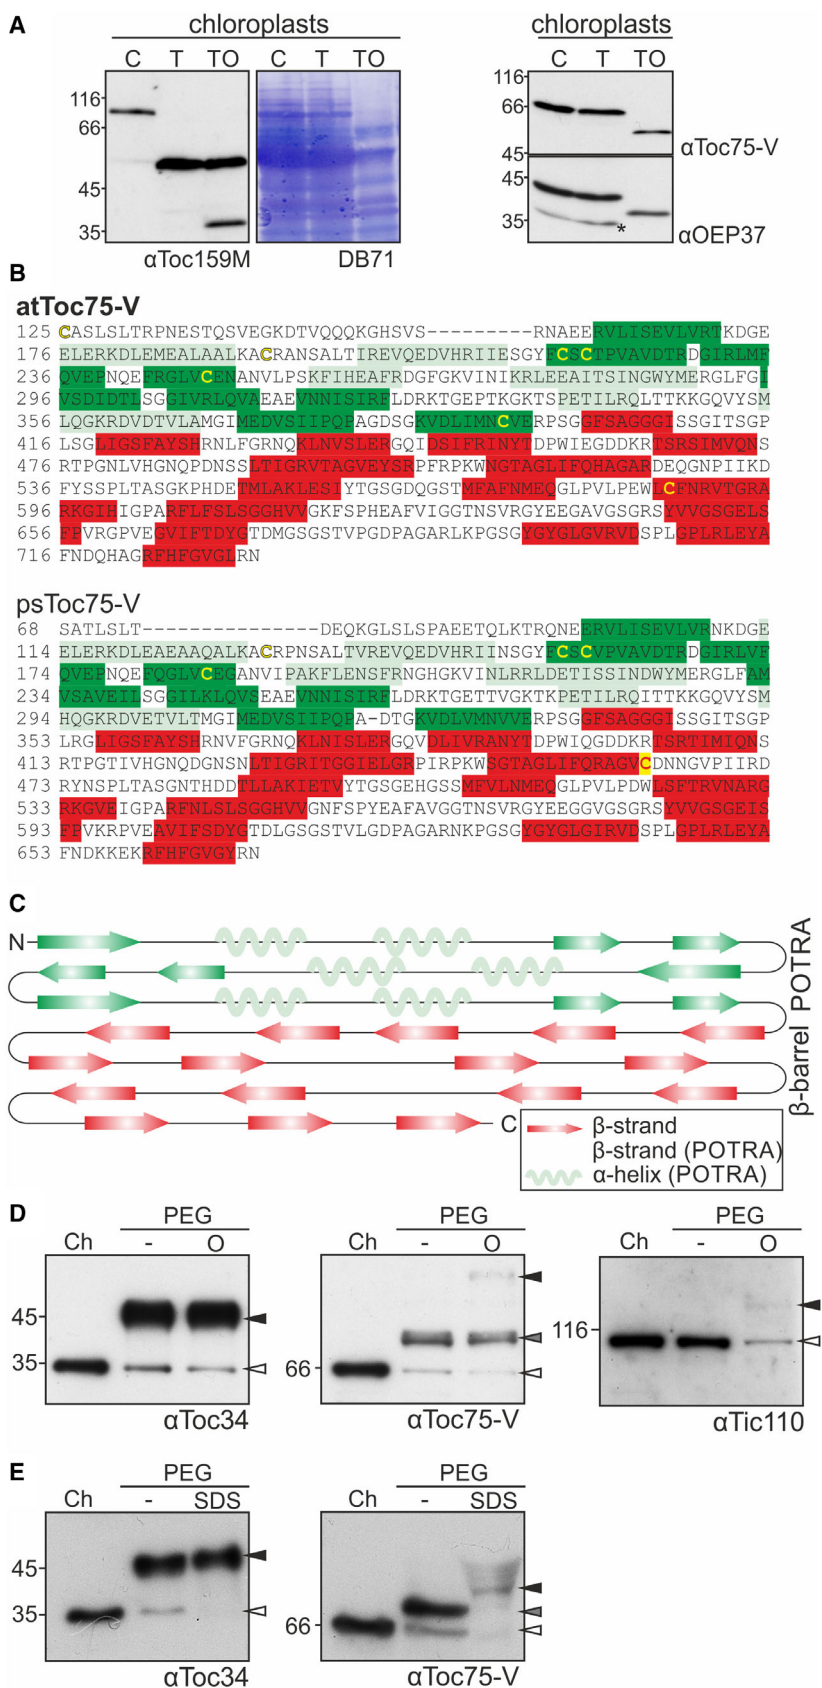 A
chloroplasts
C T TO C T TO
116
66
45
35
αToc159M
DB71
chloroplasts
C T TO
116
66
45
αToc75-V
45
35
*
αOEP37
B
atToc75-V
125 CASLSLTRPNESTQSVEGKDTVQQQKGHSVS---------RNAEERVLISEVLVRTKDGE
176 ELERKDLEMEALAALKACRANSALTIREVQEDVHRIIESGYFCSCTPVAVDTRDGIRLMF
236 QVEPNQEFRGLVCENANVLPSKFIHEAFRDGFGKVINIKRLEEAITSINGWYMERGLFGI
296 VSDIDTLSGGIVRLQVAEAEVNNISIRFLDRKTGEPTKGKTSPETILRQLTTKKGQVYSM
356 LQGKRDVDTVLAMGIMEDVSIIPQPAGDSGKVDLIMNCVERPSGGFSAGGGISSGITSGP
416 LSGLIGSFAYSHRNLFGRNQKLNVSLERGQIDSIFRINYTDPWIEGDDKRTSRSIMVQNS
476 RTPGNLVHGNQPDNSSLTIGRVTAGVEYSRPFRPKWNGTAGLIFQHAGARDEQGNPIIKD
536 FYSSPLTASGKPHDETMLAKLESIYTGSGDQGSTMFAFNMEQGLPVLPEWLCFNRVTGRA
596 RKGIHIGPARFLFSLSGGHVVGKFSPHEAFVIGGTNSVRGYEEGAVGSGRSYVVGSGELS
656 FPVRGPVEGVIFTDYGTDMGSGSTVPGDPAGARLKPGSGYGYGLGVRVDSPLGPLRLEYA
716 FNDQHAGRFHFGVGLRN
psToc75-V
68 SATLSLT---------------DEQKGLSLSPAEETQLKTRQNEERVLISEVLVRNKDGE
114 ELERKDLEAEAAQALKACRPNSALTVREVQEDVHRIINSGYFCSCVPVAVDTRDGIRLVF
174 QVEPNQEFQGLVCEGANVIPAKFLENSFRNGHGKVINLRRLDETISSINDWYMERGLFAM
234 VSAVEILSGGILKLQVSEAEVNNISIRFLDRKTGETTVGKTKPETILRQITTKKGQVYSM
294 HQGKRDVETVLTMGIMEDVSIIPQPA-DTGKVDLVMNVVERPSGGFSAGGGISSGITSGP
353 LRGLIGSFAYSHRNVFGRNQKLNISLERGQVDLIVRANYTDPWIQGDDKRTSRTIMIQNS
413 RTPGTIVHGNQDGNSNLTIGRITGGIELGRPIRPKWSGTAGLIFQRAGVCDNNGVPIIRD
473 RYNSPLTASGNTHDDTLLAKIETVYTGSGEHGSSMFVLNMEQGLPVLPDWLSFTRVNARG
533 RKGVEIGPARFNLSLSGGHVVGNFSPYEAFAVGGTNSVRGYEEGGVGSGRSYVVGSGEIS
593 FPVKRPVEAVIFSDYGTDLGSGSTVLGDPAGARNKPGSGYGYGLGIRVDSPLGPLRLEYA
653 FNDKKEKRFHFGVGYRN
C
N
C
POTRA
β-barrel
β-strand
β-strand (POTRA)
α-helix (POTRA)
D
PEG
Ch - O
45
35
αToc34
PEG
Ch - O
66
αToc75-V
PEG
Ch - O
116
αTic110
E
PEG
Ch - SDS
45
35
αToc34
PEG
Ch - SDS
66
αToc75-V